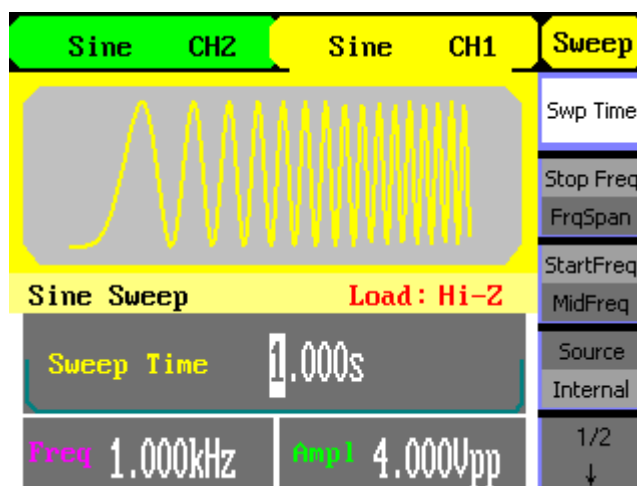 Sine CH2 Sine CH1 Sweep
Swp Time
Stop Freq
FrqSpan
StartFreq
MidFreq
Sine Sweep Load: Hi-Z
Source
Internal
Sweep Time 1.000s
1/2
↓
Freq 1.000kHz Ampl 4.000Vpp